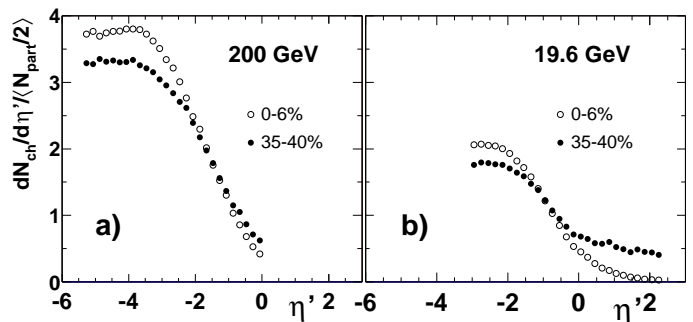 dN_ch/dη'/⟨N_part/2⟩
4
3
2
1
0
200 GeV
0-6%
35-40%
a)
-6 -4 -2 0 η' 2
19.6 GeV
0-6%
35-40%
b)
-6 -4 -2 0 η' 2